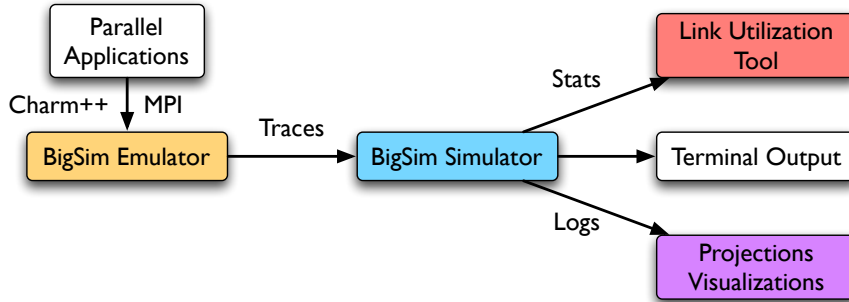 Parallel
Applications
Link Utilization
Tool
Stats
Charm++ MPI
Traces
BigSim Emulator
BigSim Simulator
Terminal Output
Logs
Projections
Visualizations